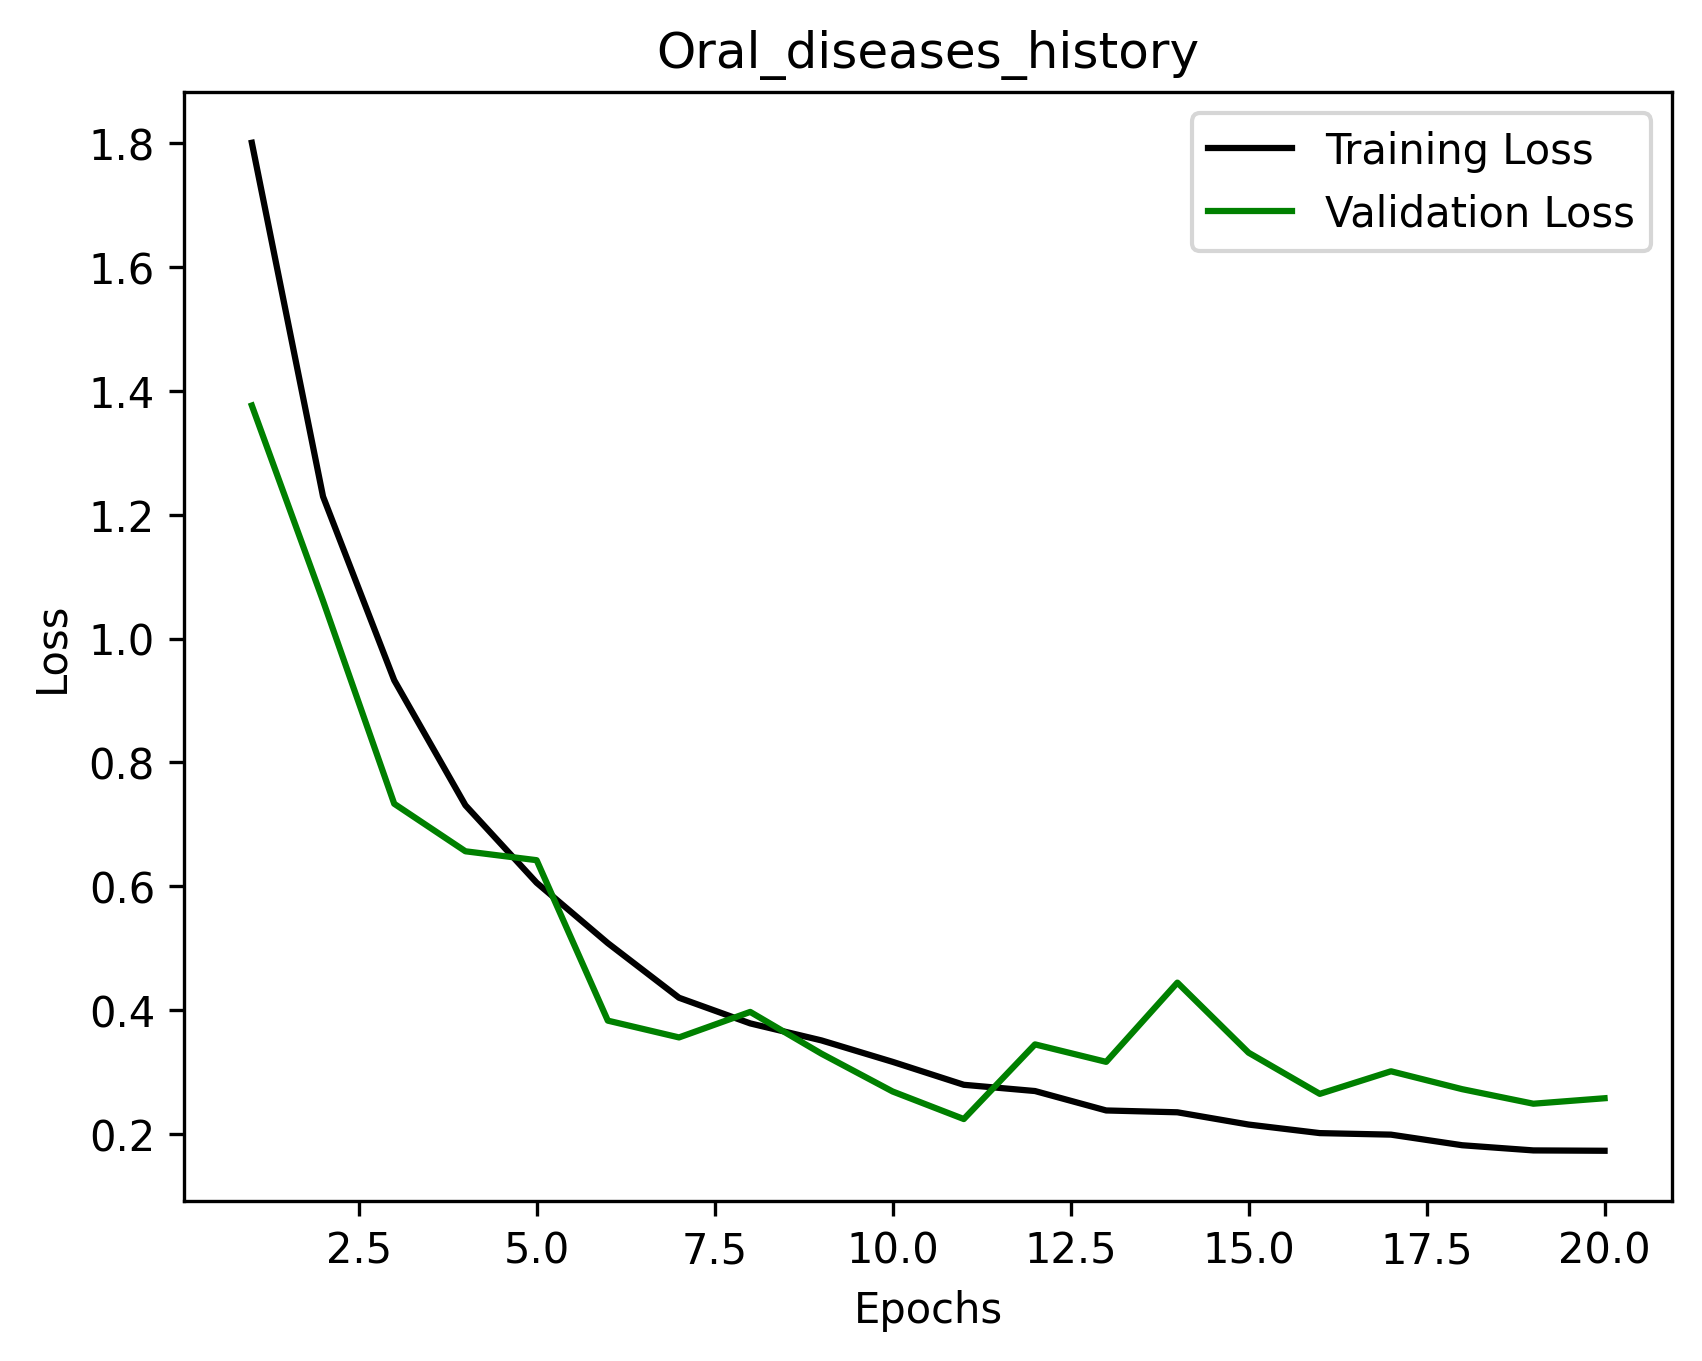 Oral_diseases_history
Training Loss
Validation Loss
1.8
1.6
1.4
1.2
1.0
0.8
0.6
0.4
0.2
Loss
2.5 5.0 7.5 10.0 12.5 15.0 17.5 20.0
Epochs